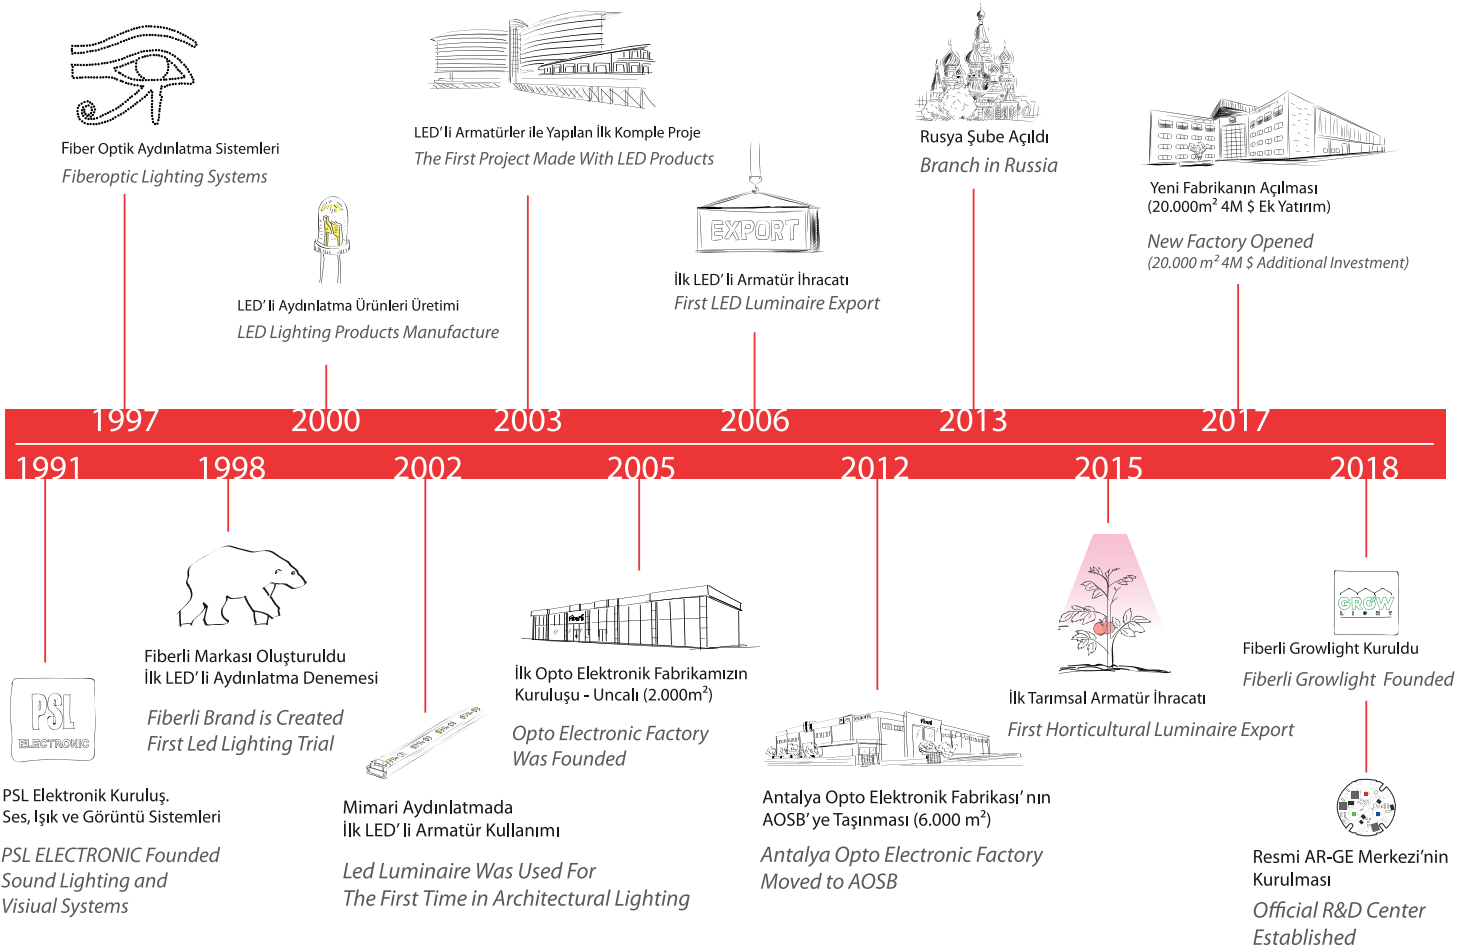 Fiber Optik Aydınlatma Sistemleri
Fiberoptic Lighting Systems
LED' li Aydınlatma Ürünleri Üretimi
LED Lighting Products Manufacture
LED' li Armatürler ile Yapılan İlk Komple Proje
The First Project Made With LED Products
EXPORT
İlk LED' li Armatür İhracatı
First LED Luminaire Export
Rusya Şube Açıldı
Branch in Russia
Yeni Fabrikanın Açılması
(20.000m² 4M $ Ek Yatırım)
New Factory Opened
(20.000 m² 4M $ Additional Investment)
1997 2000 2003 2006 2013 2017
1991 1998 2002 2005 2012 2015 2018
PSL
ELECTRONIC
PSL Elektronik Kuruluş.
Ses, Işık ve Görüntü Sistemleri
PSL ELECTRONIC Founded
Sound Lighting and
Visiual Systems
Fiberli Markası Oluşturuldu
İlk LED' li Aydınlatma Denemesi
Fiberli Brand is Created
First Led Lighting Trial
Mimari Aydınlatmada
İlk LED' li Armatür Kullanımı
Led Luminaire Was Used For
The First Time in Architectural Lighting
Fiberli
İlk Opto Elektronik Fabrikamızın
Kuruluşu - Uncalı (2.000m²)
Opto Electronic Factory
Was Founded
Fiberli
Antalya Opto Elektronik Fabrikası' nın
AOSB' ye Taşınması (6.000 m²)
Antalya Opto Electronic Factory
Moved to AOSB
İlk Tarımsal Armatür İhracatı
First Horticultural Luminaire Export
GROW
LIGHT
Fiberli Growlight Kuruldu
Fiberli Growlight Founded
Resmi AR-GE Merkezi'nin
Kurulması
Official R&D Center
Established